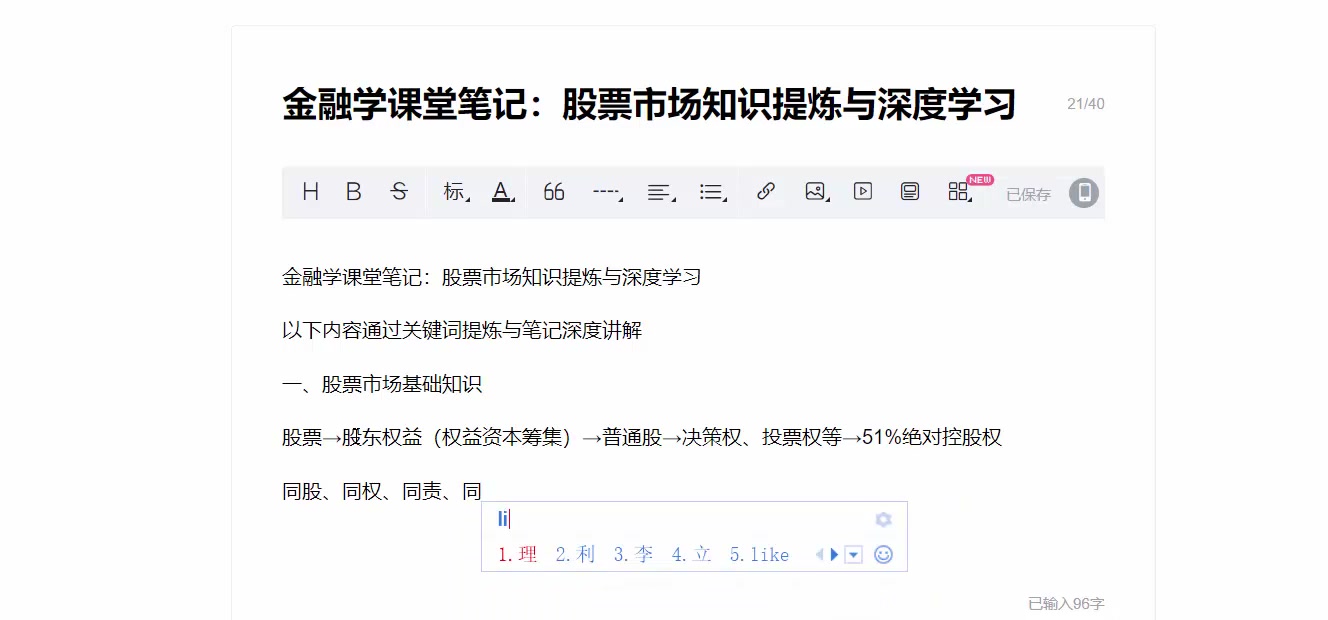 金融学课堂笔记：股票市场知识提炼与深度学习 21/40
H B S 标 A 66 NEW 已保存
金融学课堂笔记：股票市场知识提炼与深度学习
以下内容通过关键词提炼与笔记深度讲解
一、股票市场基础知识
股票→股东权益（权益资本筹集）→普通股→决策权、投票权等→51%绝对控股权
同股、同权、同责、同
li
1.理 2.利 3.李 4.立 5.like
已输入96字